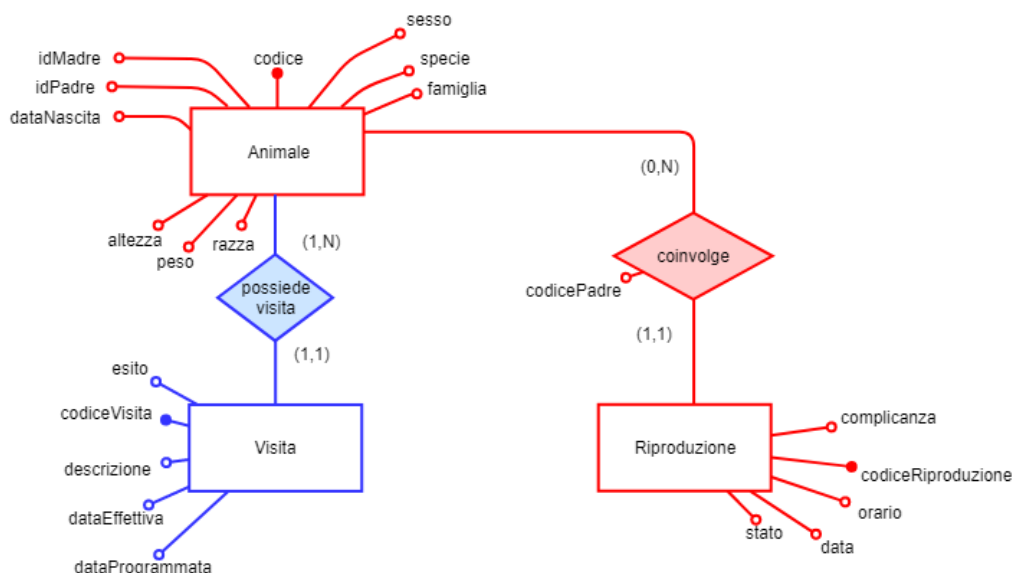 sesso
idMadre
codice
specie
idPadre
famiglia
dataNascita
Animale
(0,N)
altezza
razza
(1,N)
peso
coinvolge
possiede
visita
codicePadre
(1,1)
(1,1)
esito
codiceVisita
complicanza
Visita
Riproduzione
descrizione
codiceRiproduzione
dataEffettiva
orario
stato
data
dataProgrammata